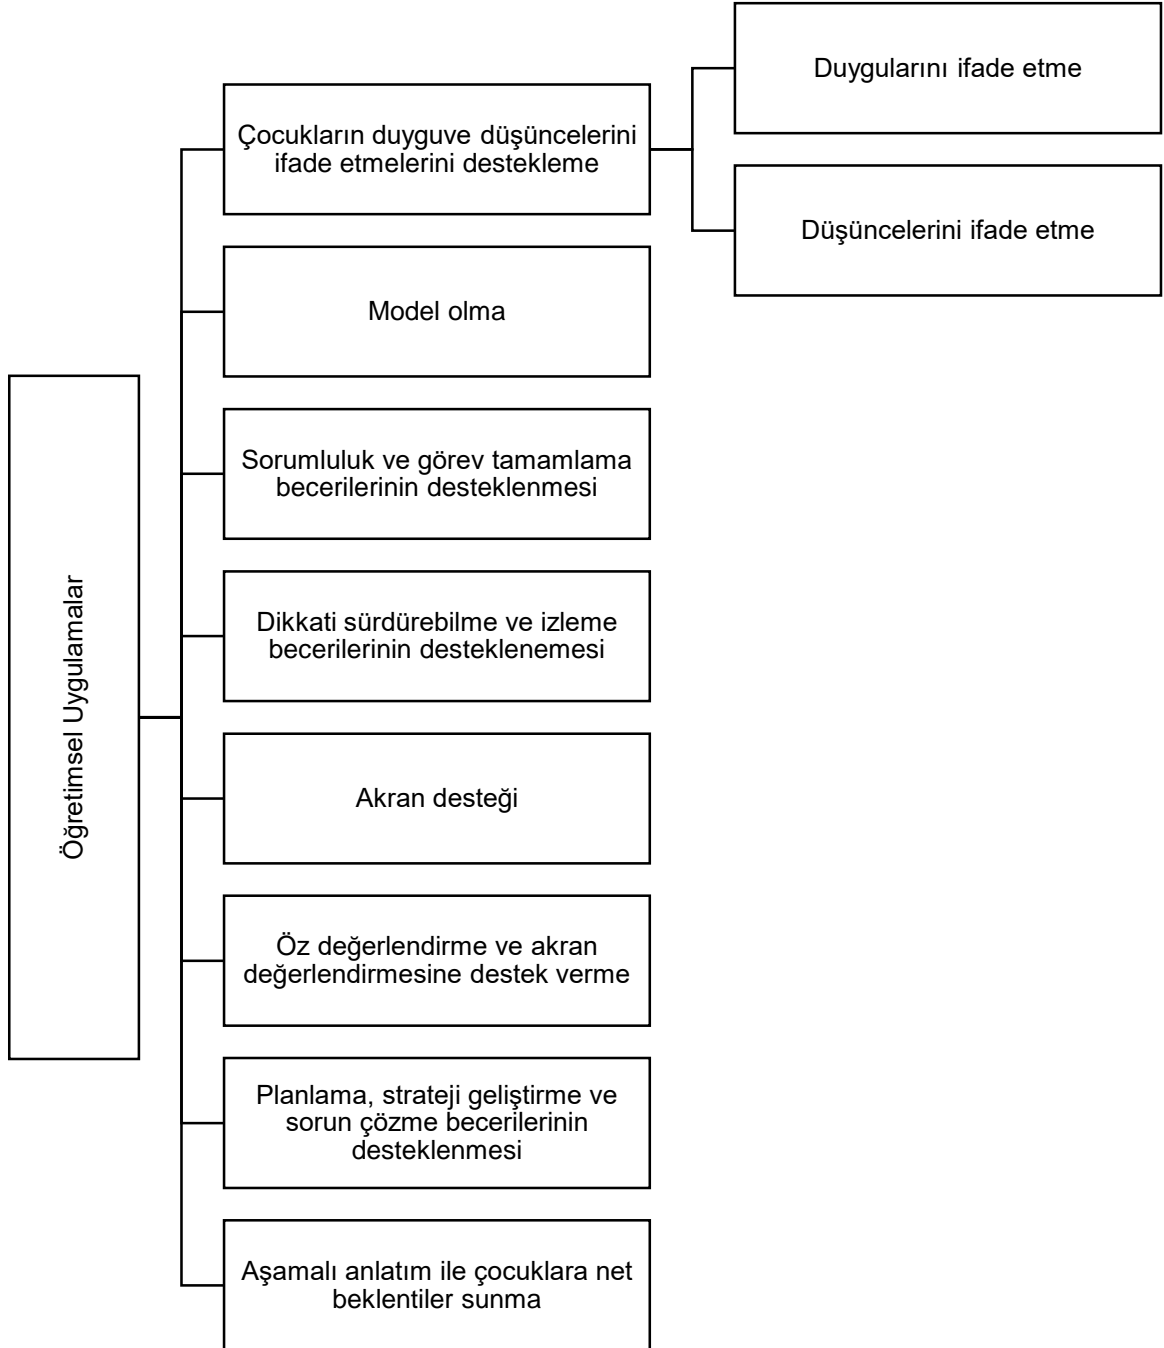 Öğretimsel Uygulamalar
Çocukların duyguve düşüncelerini
ifade etmelerini destekleme
Duygularını ifade etme
Düşüncelerini ifade etme
Model olma
Sorumluluk ve görev tamamlama
becerilerinin desteklenmesi
Dikkati sürdürebilme ve izleme
becerilerinin desteklenemesi
Akran desteği
Öz değerlendirme ve akran
değerlendirmesine destek verme
Planlama, strateji geliştirme ve
sorun çözme becerilerinin
desteklenmesi
Aşamalı anlatım ile çocuklara net
beklentiler sunma